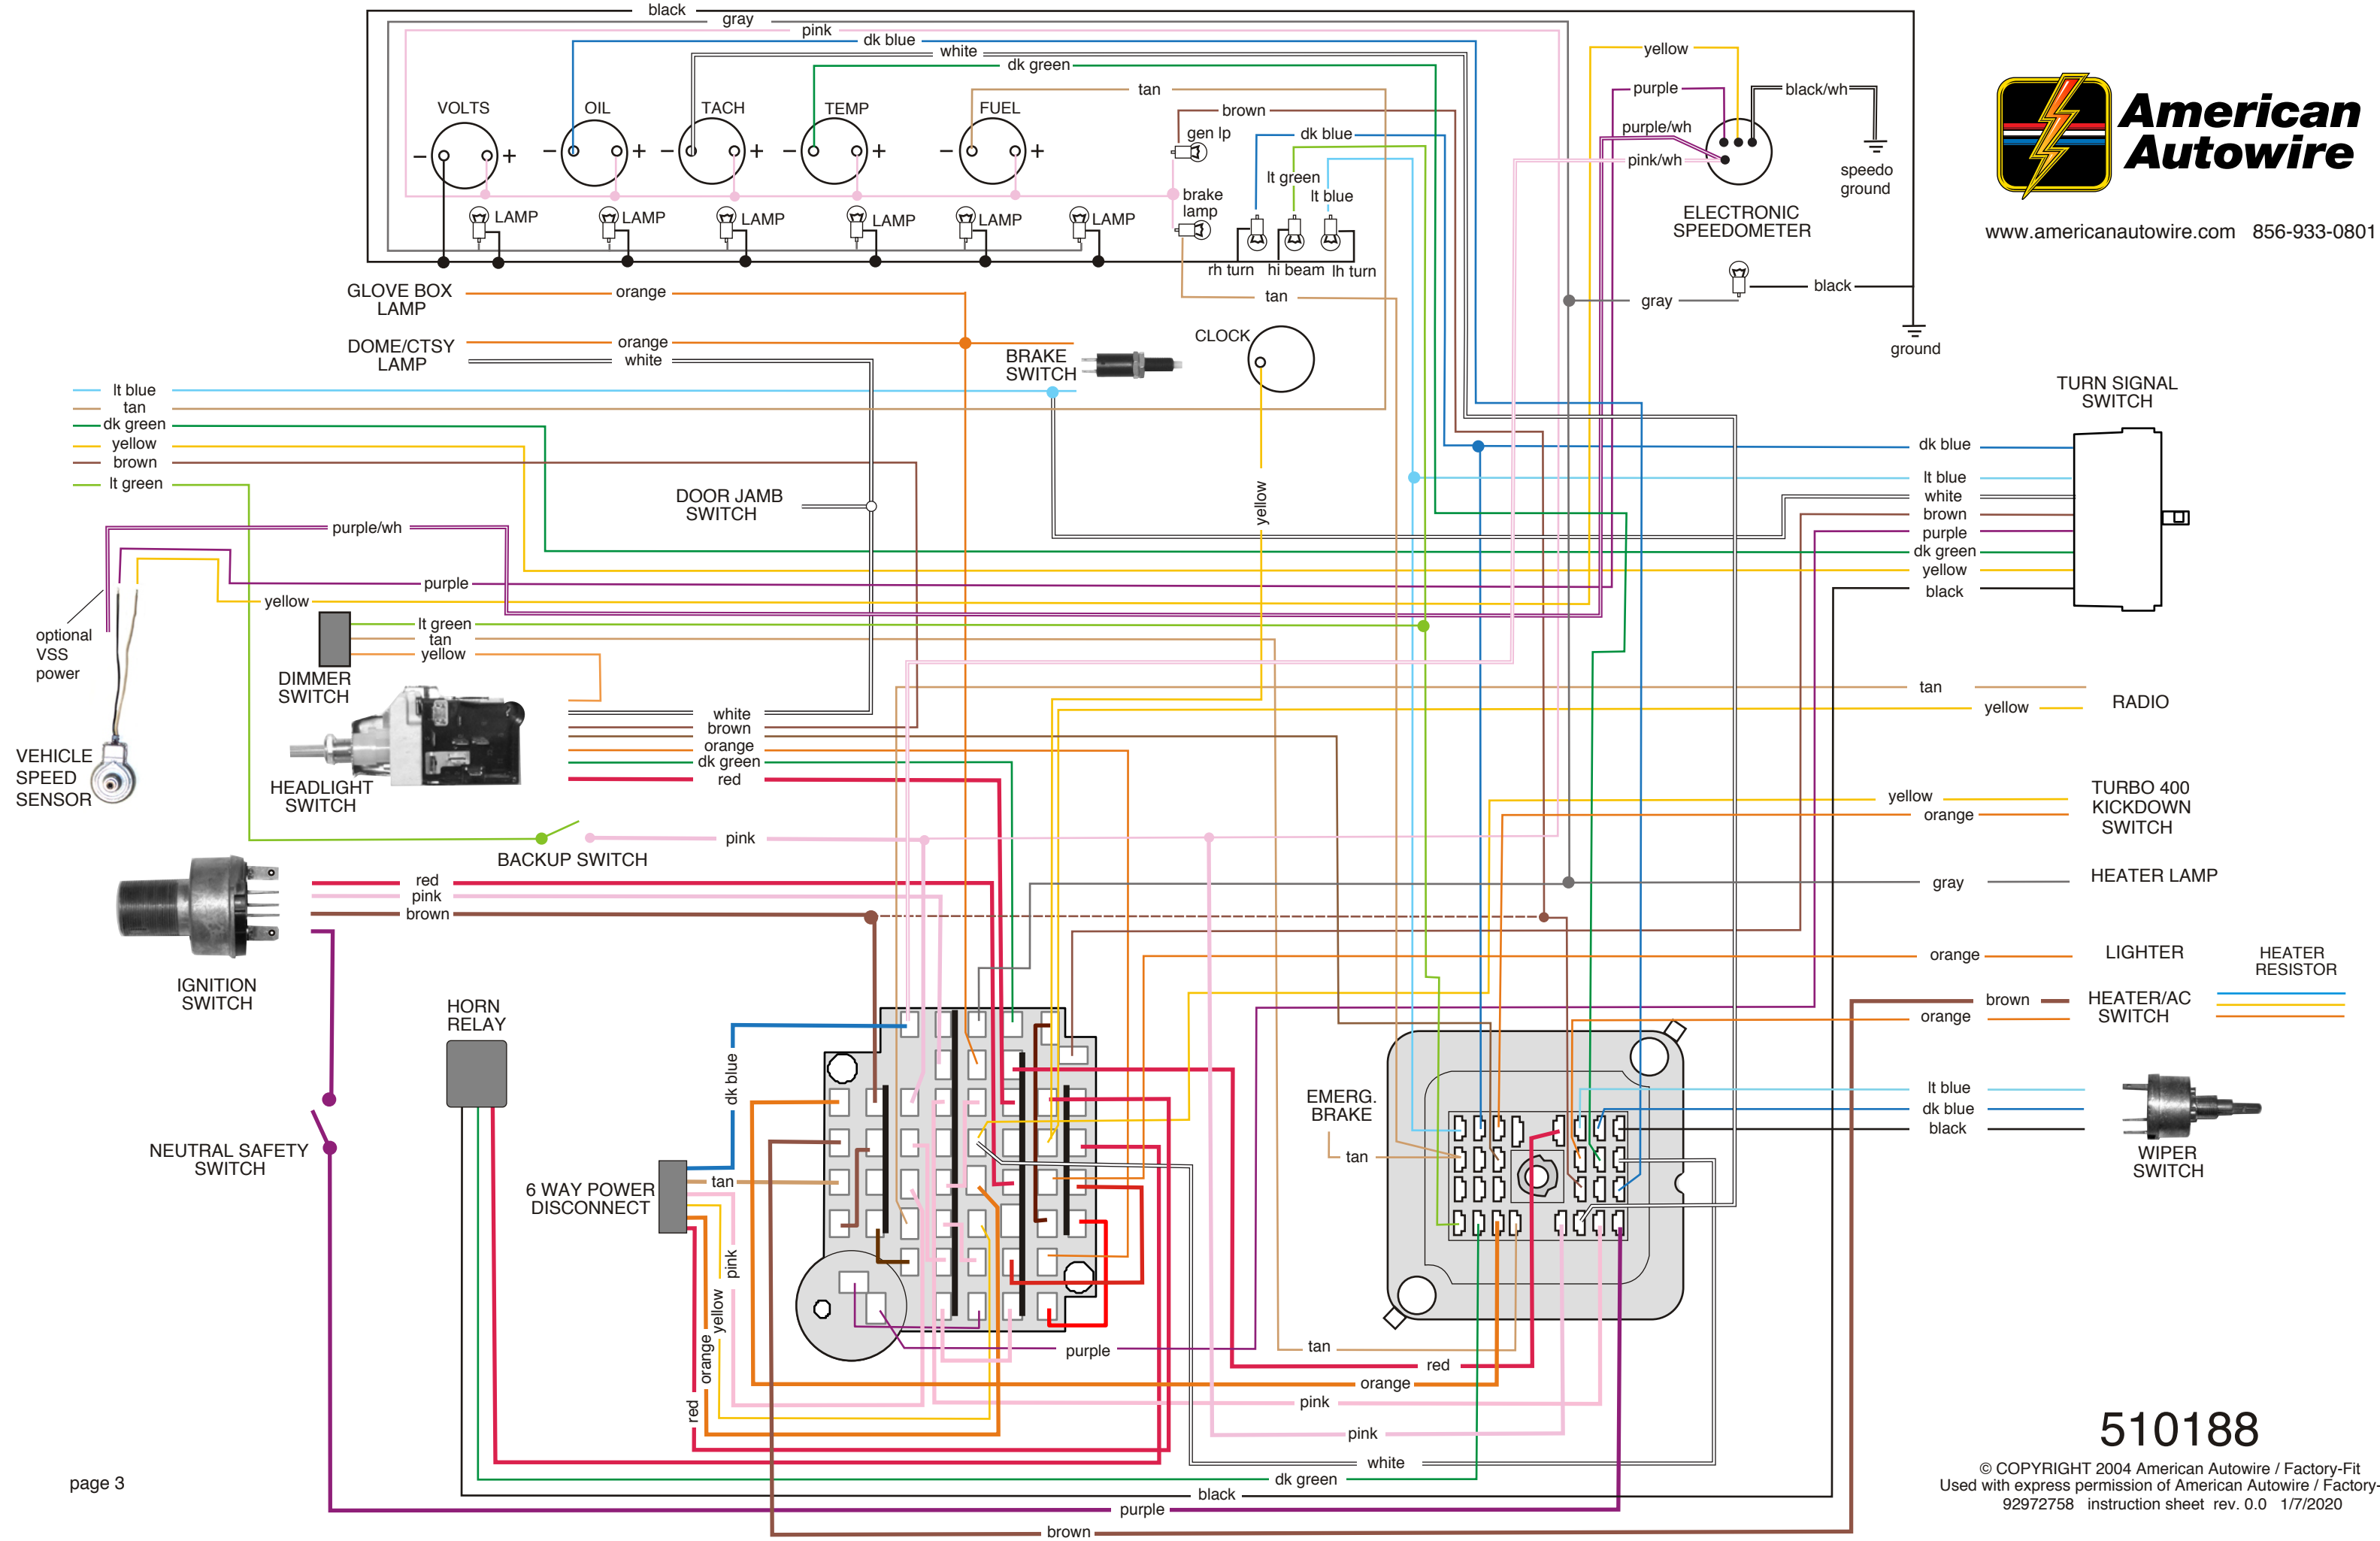 black
gray
pink
dk blue
white
dk green
tan
brown
yellow
purple
black/wh
purple/wh
pink/wh
VOLTS
OIL
TACH
TEMP
FUEL
gen lp
dk blue
lt green
lt blue
brake
lamp
− +
− +
− +
− +
− +
LAMP
LAMP
LAMP
LAMP
LAMP
LAMP
rh turn
hi beam
lh turn
tan
speedo
ground
ELECTRONIC
SPEEDOMETER
gray
black
ground
American
Autowire
www.americanautowire.com 856-933-0801
GLOVE BOX
LAMP
orange
DOME/CTSY
LAMP
orange
white
BRAKE
SWITCH
CLOCK
yellow
lt blue
tan
dk green
yellow
brown
lt green
DOOR JAMB
SWITCH
TURN SIGNAL
SWITCH
dk blue
lt blue
white
brown
purple
dk green
yellow
black
purple/wh
purple
yellow
optional
VSS
power
VEHICLE
SPEED
SENSOR
lt green
tan
yellow
DIMMER
SWITCH
HEADLIGHT
SWITCH
white
brown
orange
dk green
red
tan
yellow
RADIO
yellow
orange
TURBO 400
KICKDOWN
SWITCH
BACKUP SWITCH
pink
red
pink
brown
IGNITION
SWITCH
gray
HEATER LAMP
orange
LIGHTER
HEATER
RESISTOR
brown
orange
HEATER/AC
SWITCH
HORN
RELAY
NEUTRAL SAFETY
SWITCH
dk blue
tan
6 WAY POWER
DISCONNECT
pink
yellow
orange
red
EMERG.
BRAKE
tan
lt blue
dk blue
black
WIPER
SWITCH
purple
tan
red
orange
pink
pink
white
dk green
black
purple
brown
page 3
510188
© COPYRIGHT 2004 American Autowire / Factory-Fit
Used with express permission of American Autowire / Factory-
92972758 instruction sheet rev. 0.0 1/7/2020